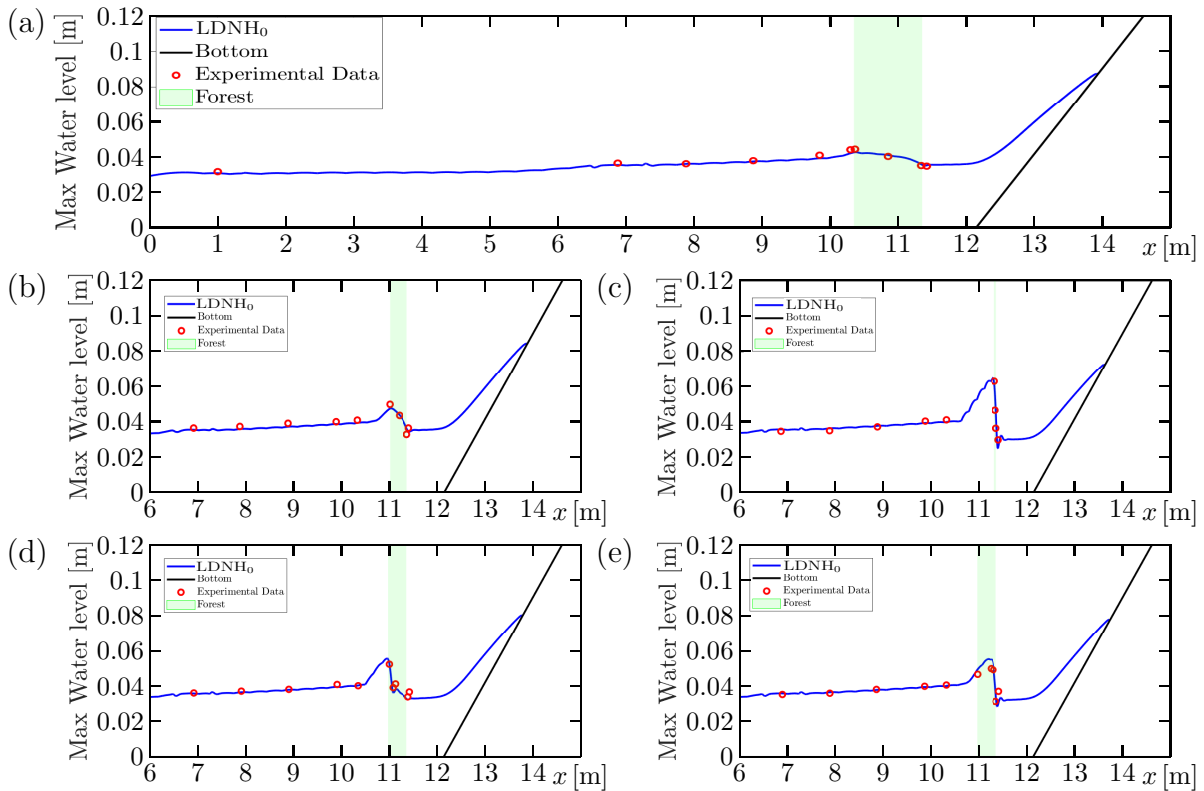 (a)
Max Water level [m]
0.12
0.1
0.08
0.06
0.04
0.02
0
LDNH₀
Bottom
Experimental Data
Forest
0 1 2 3 4 5 6 7 8 9 10 11 12 13 14 x [m]
(b)
Max Water level [m]
0.12
0.1
0.08
0.06
0.04
0.02
0
LDNH₀
Bottom
Experimental Data
Forest
6 7 8 9 10 11 12 13 14 x [m]
(c)
Max Water level [m]
0.12
0.1
0.08
0.06
0.04
0.02
0
LDNH₀
Bottom
Experimental Data
Forest
6 7 8 9 10 11 12 13 14 x [m]
(d)
Max Water level [m]
0.12
0.1
0.08
0.06
0.04
0.02
0
LDNH₀
Bottom
Experimental Data
Forest
6 7 8 9 10 11 12 13 14 x [m]
(e)
Max Water level [m]
0.12
0.1
0.08
0.06
0.04
0.02
0
LDNH₀
Bottom
Experimental Data
Forest
6 7 8 9 10 11 12 13 14 x [m]